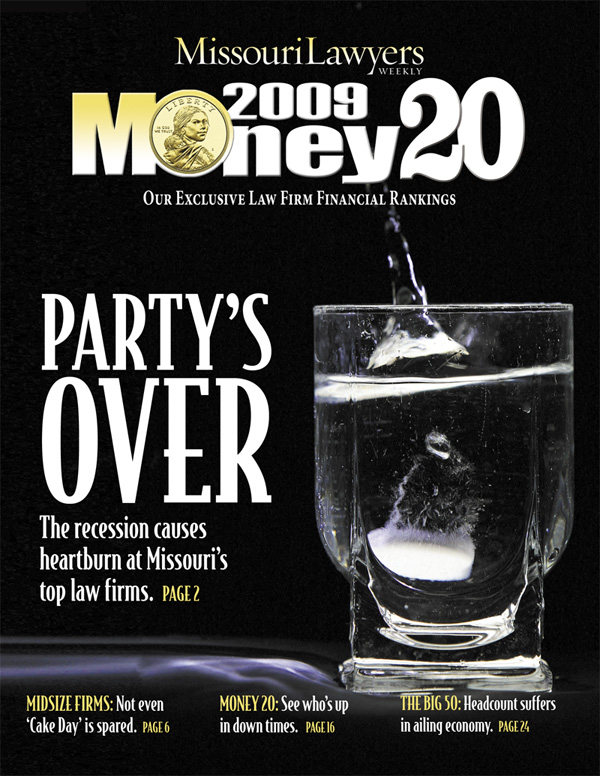 MissouriLawyers
WEEKLY
2009
Money20
LIBERTY
IN GOD
WE TRUST
OUR EXCLUSIVE LAW FIRM FINANCIAL RANKINGS
PARTY'S
OVER
The recession causes
heartburn at Missouri's
top law firms. PAGE 2
MIDSIZE FIRMS: Not even
'Cake Day' is spared. PAGE 6
MONEY 20: See who's up
in down times. PAGE 16
THE BIG 50: Headcount suffers
in ailing economy. PAGE 24